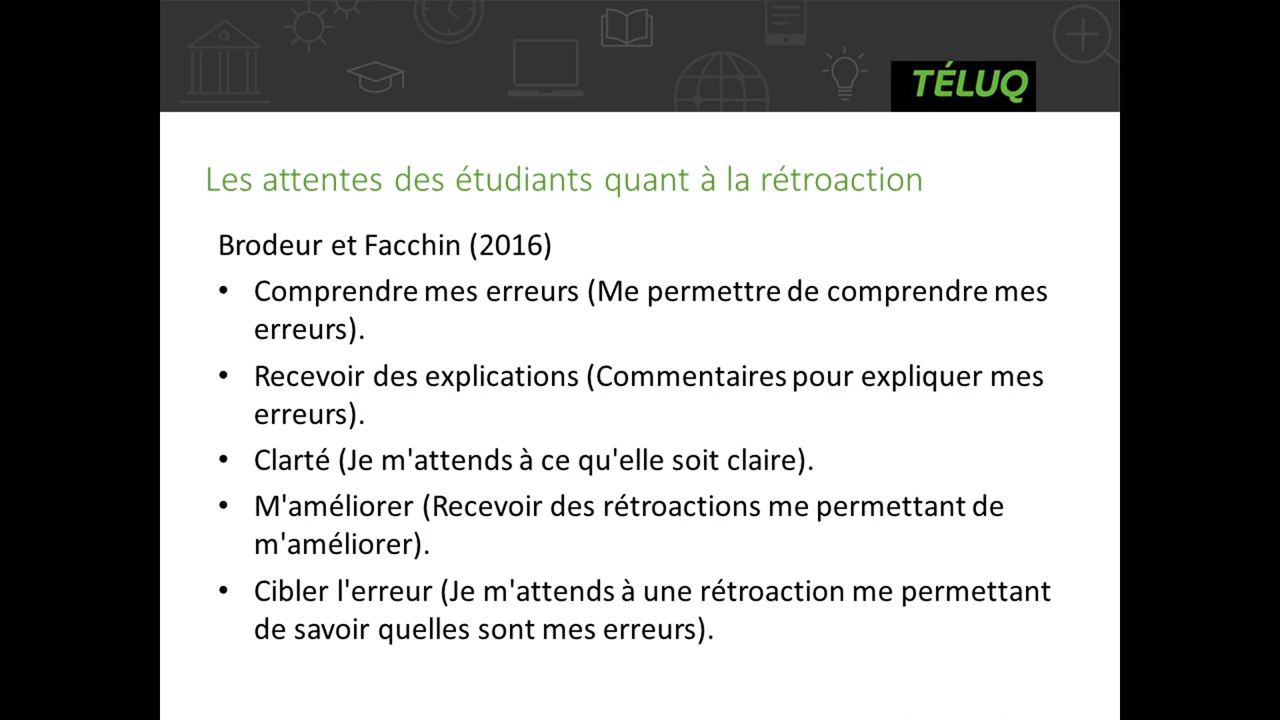 TÉLUQ
Les attentes des étudiants quant à la rétroaction
Brodeur et Facchin (2016)
• Comprendre mes erreurs (Me permettre de comprendre mes
erreurs).
• Recevoir des explications (Commentaires pour expliquer mes
erreurs).
• Clarté (Je m'attends à ce qu'elle soit claire).
• M'améliorer (Recevoir des rétroactions me permettant de
m'améliorer).
• Cibler l'erreur (Je m'attends à une rétroaction me permettant
de savoir quelles sont mes erreurs).